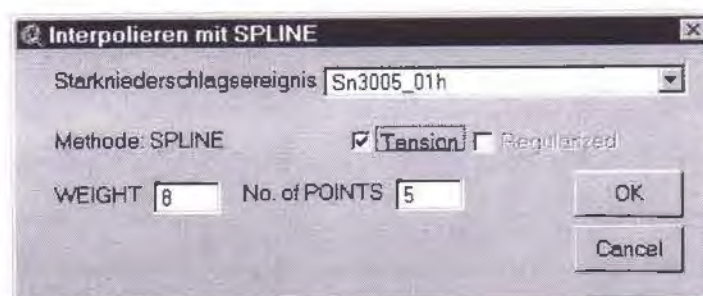 Interpolieren mit SPLINE
Starkniederschlagsereignis Sn3005_01h
Methode: SPLINE Tension Regularized
WEIGHT 8 No. of POINTS 5 OK
Cancel